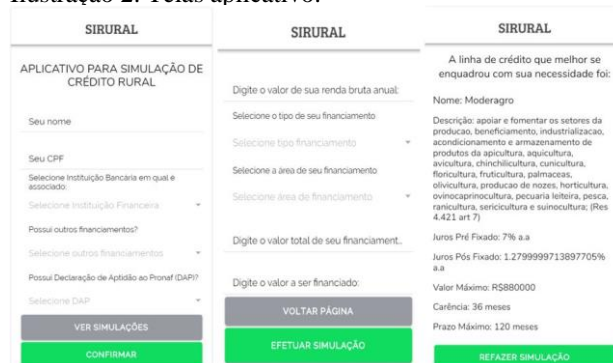 Ilustração 2: Telas aplicativo.
SIRURAL
APLICATIVO PARA SIMULAÇÃO DE
CRÉDITO RURAL
Seu nome
Seu CPF
Selecione Instituição Bancária em qual é
associado:
Selecione Instituição Financeira
Possui outros financiamentos?
Selecione outros financiamentos
Possui Declaração de Aptidão ao Pronaf (DAP)?
Selecione DAP
VER SIMULAÇÕES
CONFIRMAR
SIRURAL
Digite o valor de sua renda bruta anual:
Selecione o tipo de seu financiamento
Selecione tipo financiamento
Selecione a área de seu financiamento
Selecione área de financiamento
Digite o valor total de seu financiament..
Digite o valor a ser financiado:
VOLTAR PÁGINA
EFETUAR SIMULAÇÃO
SIRURAL
A linha de crédito que melhor se
enquadrou com sua necessidade foi:
Nome: Moderagro
Descrição: apoiar e fomentar os setores da
producao, beneficiamento, industrializacao,
acondicionamento e armazenamento de
produtos da apicultura, aquicultura,
avicultura, chinchilicultura, cunicultura,
floricultura, fruticultura, palmaceas,
olivicultura, producao de nozes, horticultura,
ovinocaprinocultura, pecuaria leiteira, pesca,
ranicultura, sericicultura e suinocultura; (Res
4.421 art 7)
Juros Pré Fixado: 7% a.a
Juros Pós Fixado: 1.2799999713897705%
a.a
Valor Máximo: R$880000
Carência: 36 meses
Prazo Máximo: 120 meses
REFAZER SIMULAÇÃO